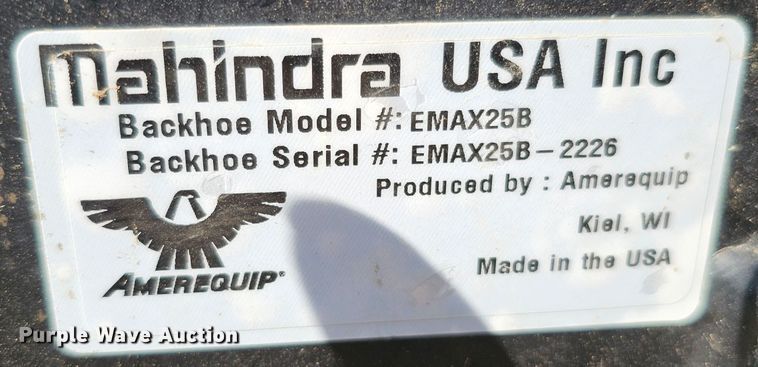 Mahindra USA Inc
Backhoe Model #: EMAX25B
Backhoe Serial #: EMAX25B-2226
Produced by : Amerequip
Kiel, WI
Made in the USA
AMEREQUIP®
Purple Wave Auction